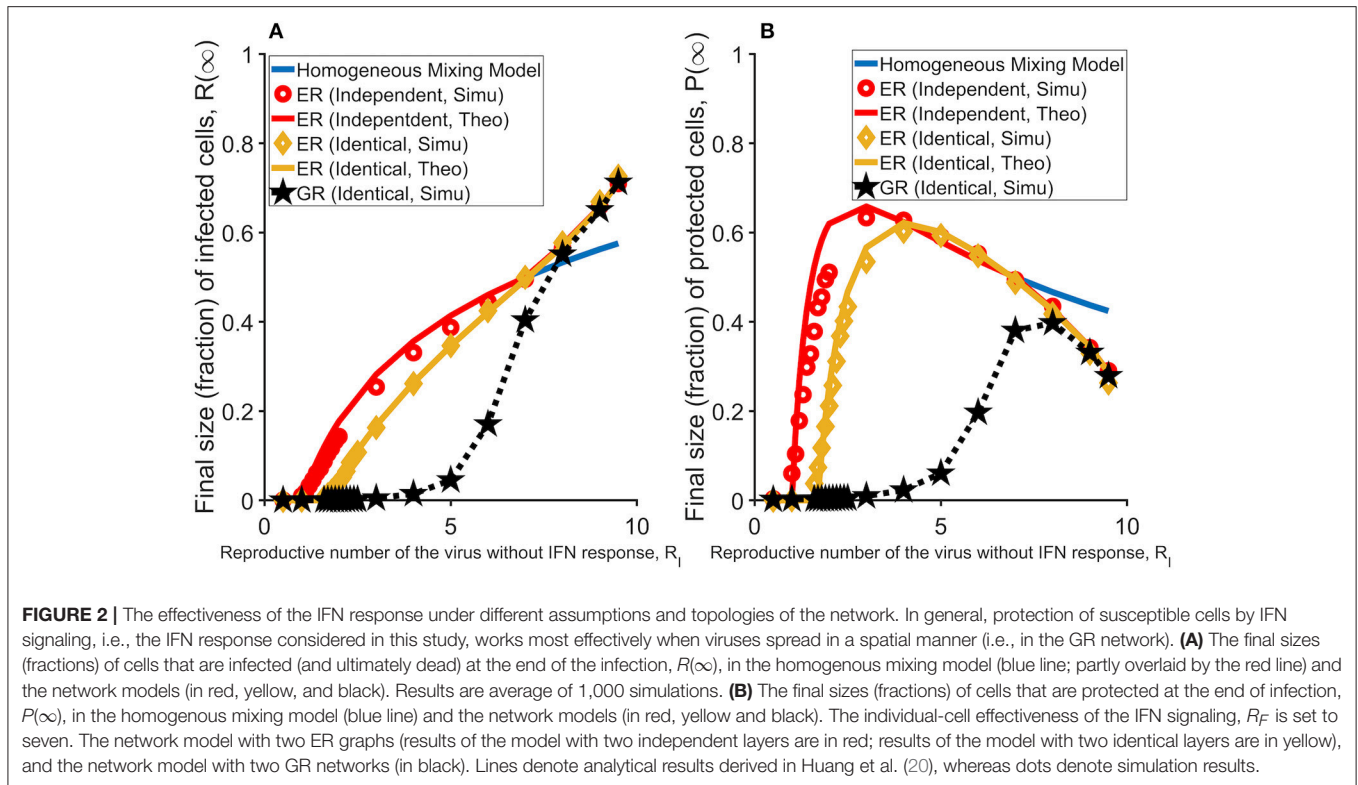 A
Final size (fraction) of infected cells, R(∞)
1
0.8
0.6
0.4
0.2
0
0
5
10
Homogeneous Mixing Model
ER (Independent, Simu)
ER (Indepentdent, Theo)
ER (Identical, Simu)
ER (Identical, Theo)
GR (Identical, Simu)
Reproductive number of the virus without IFN response, R_I
B
Final size (fraction) of protected cells, P(∞)
1
0.8
0.6
0.4
0.2
0
0
5
10
Homogeneous Mixing Model
ER (Independent, Simu)
ER (Independent, Theo)
ER (Identical, Simu)
ER (Identical, Theo)
GR (Identical, Simu)
Reproductive number of the virus without IFN response, R_I
FIGURE 2 | The effectiveness of the IFN response under different assumptions and topologies of the network. In general, protection of susceptible cells by IFN
signaling, i.e., the IFN response considered in this study, works most effectively when viruses spread in a spatial manner (i.e., in the GR network). (A) The final sizes
(fractions) of cells that are infected (and ultimately dead) at the end of the infection, R(∞), in the homogenous mixing model (blue line; partly overlaid by the red line) and
the network models (in red, yellow, and black). Results are average of 1,000 simulations. (B) The final sizes (fractions) of cells that are protected at the end of infection,
P(∞), in the homogenous mixing model (blue line) and the network models (in red, yellow and black). The individual-cell effectiveness of the IFN signaling, R_F is set to
seven. The network model with two ER graphs (results of the model with two independent layers are in red; results of the model with two identical layers are in yellow),
and the network model with two GR networks (in black). Lines denote analytical results derived in Huang et al. (20), whereas dots denote simulation results.